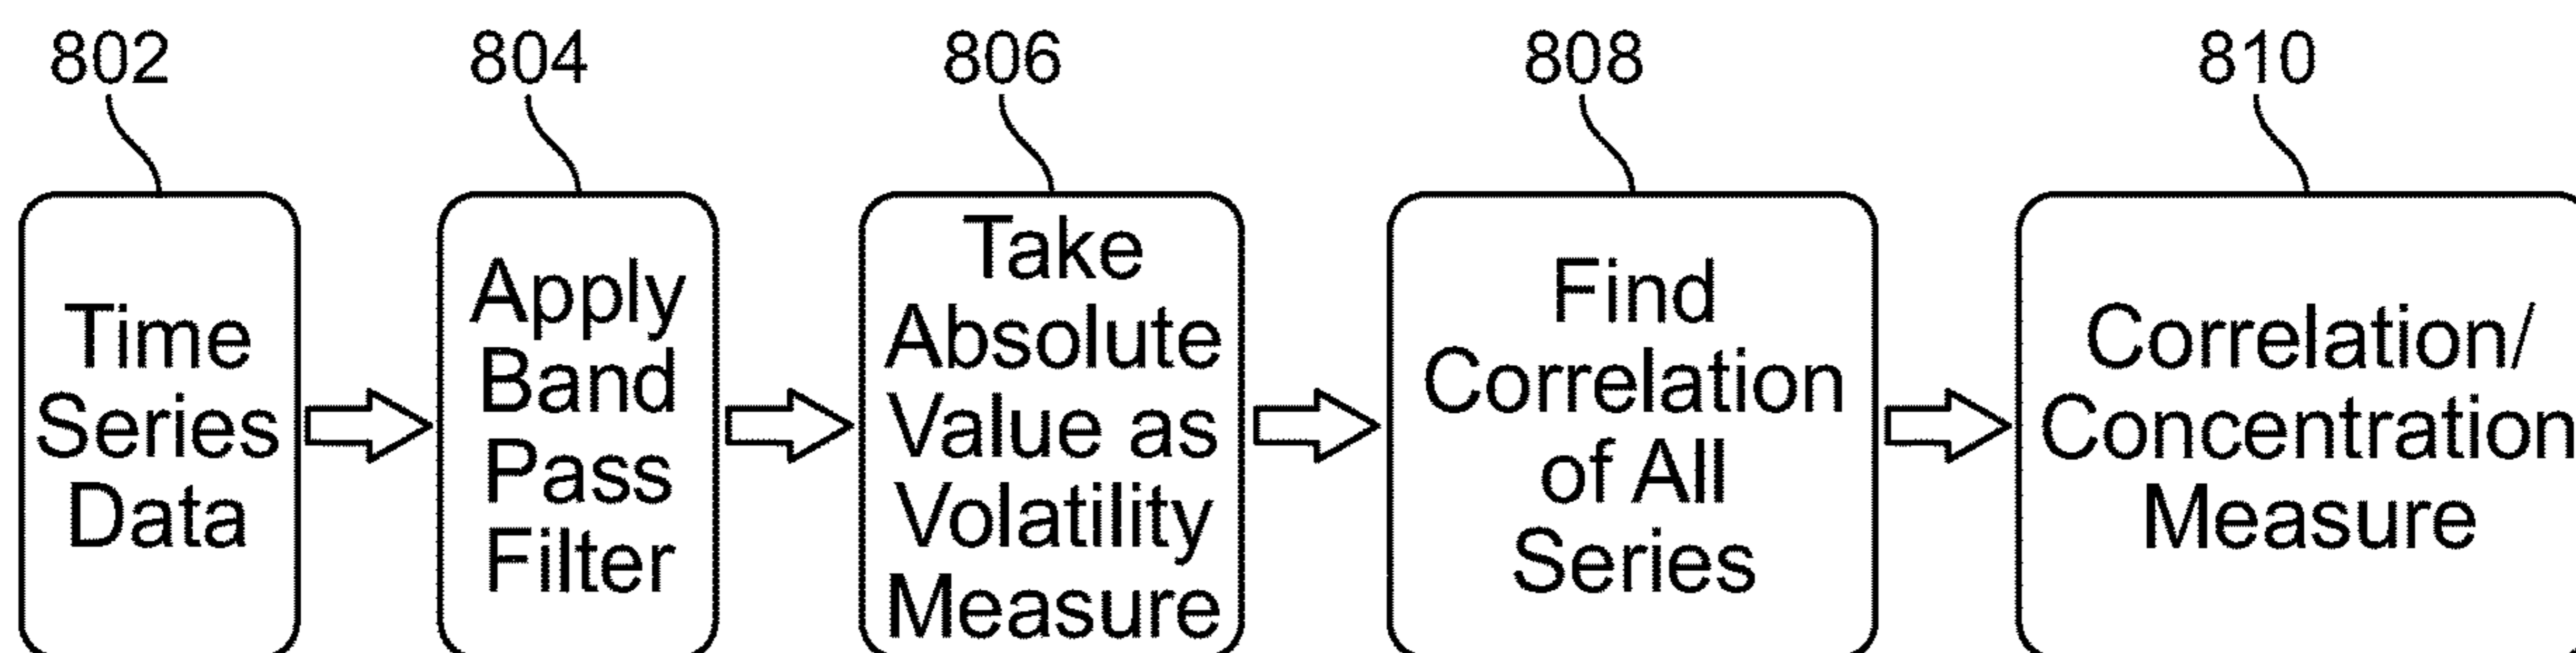 802
804
806
808
810
Time
Series
Data
Apply
Band
Pass
Filter
Take
Absolute
Value as
Volatility
Measure
Find
Correlation
of All
Series
Correlation/
Concentration
Measure